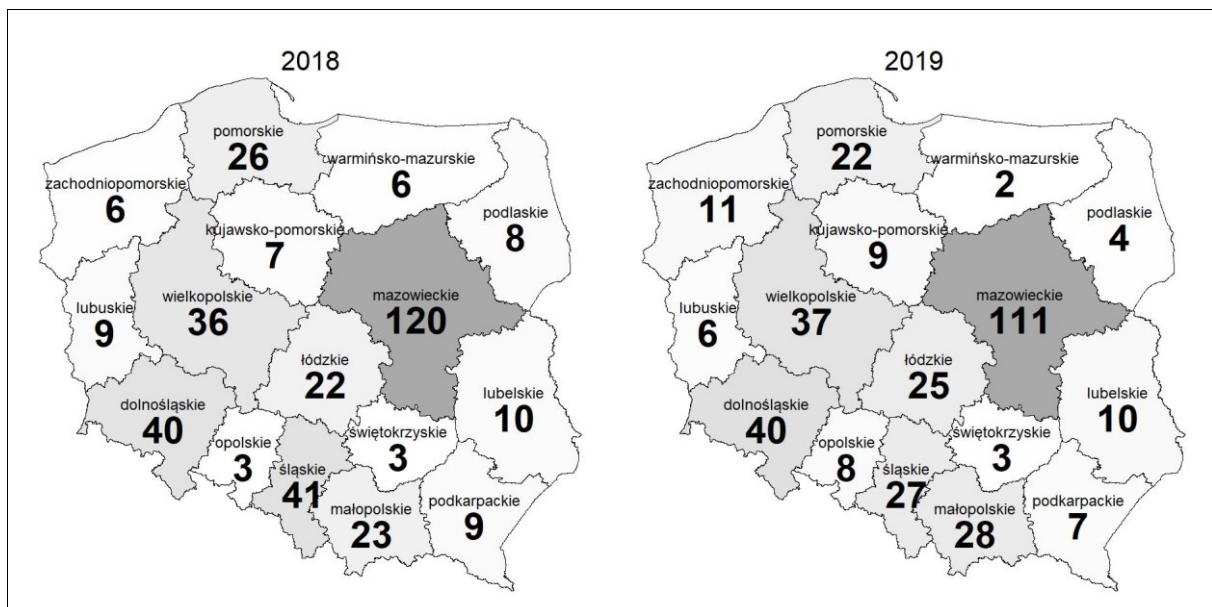 2018
pomorskie
26
warmińsko-mazurskie
6
zachodniopomorskie
6
podlaskie
8
kujawsko-pomorskie
7
mazowieckie
120
lubuskie
9
wielkopolskie
36
łódzkie
22
lubelskie
10
dolnośląskie
40
opolskie
3
śląskie
41
świętokrzyskie
3
małopolskie
23
podkarpackie
9
2019
pomorskie
22
warmińsko-mazurskie
2
zachodniopomorskie
11
podlaskie
4
kujawsko-pomorskie
9
mazowieckie
111
lubuskie
6
wielkopolskie
37
łódzkie
25
lubelskie
10
dolnośląskie
40
opolskie
8
śląskie
27
świętokrzyskie
3
małopolskie
28
podkarpackie
7